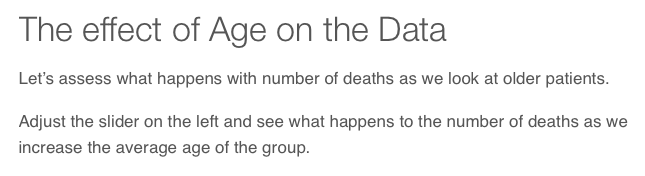 The effect of Age on the Data
Let's assess what happens with number of deaths as we look at older patients.
Adjust the slider on the left and see what happens to the number of deaths as we
increase the average age of the group.